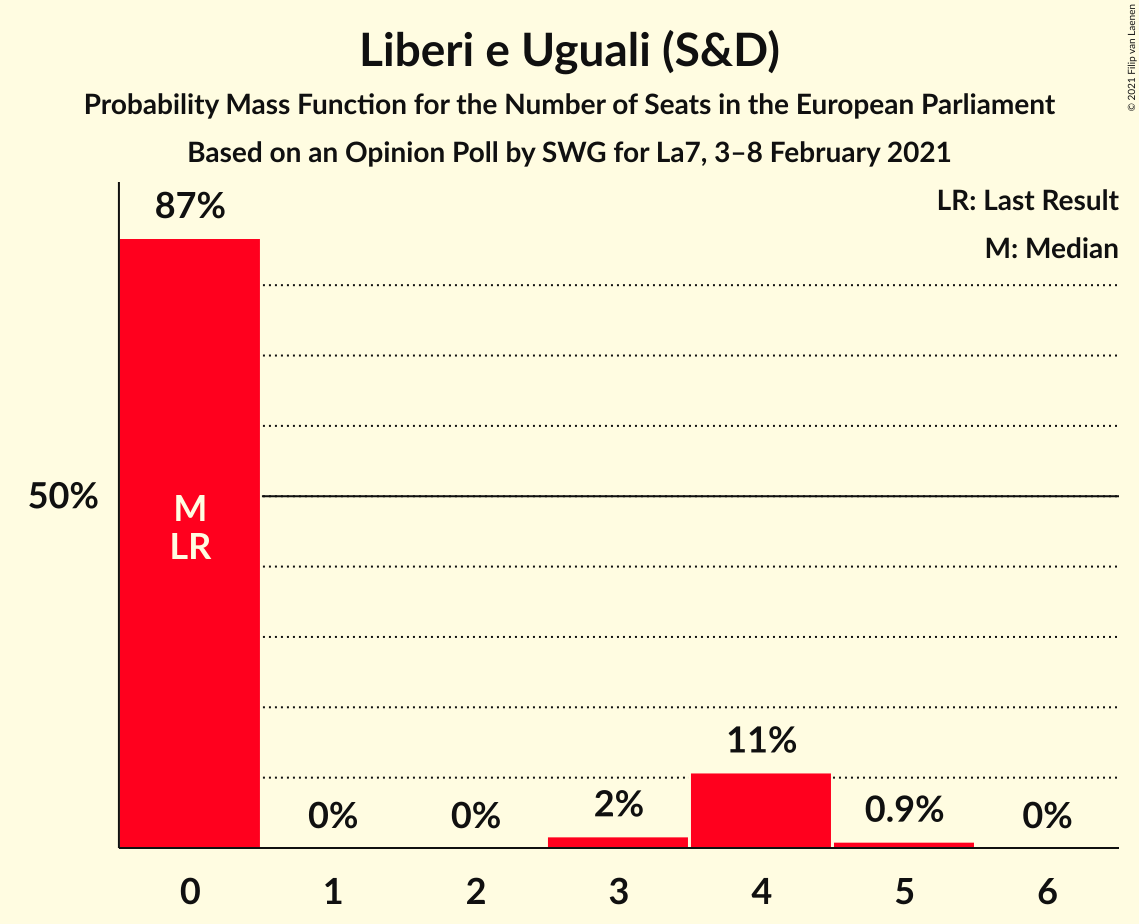 Liberi e Uguali (S&D)
Probability Mass Function for the Number of Seats in the European Parliament
Based on an Opinion Poll by SWG for La7, 3–8 February 2021
© 2021 Filip van Laenen
LR: Last Result
M: Median
87%
50%
M
LR
0%
0%
2%
11%
0.9%
0%
0 1 2 3 4 5 6